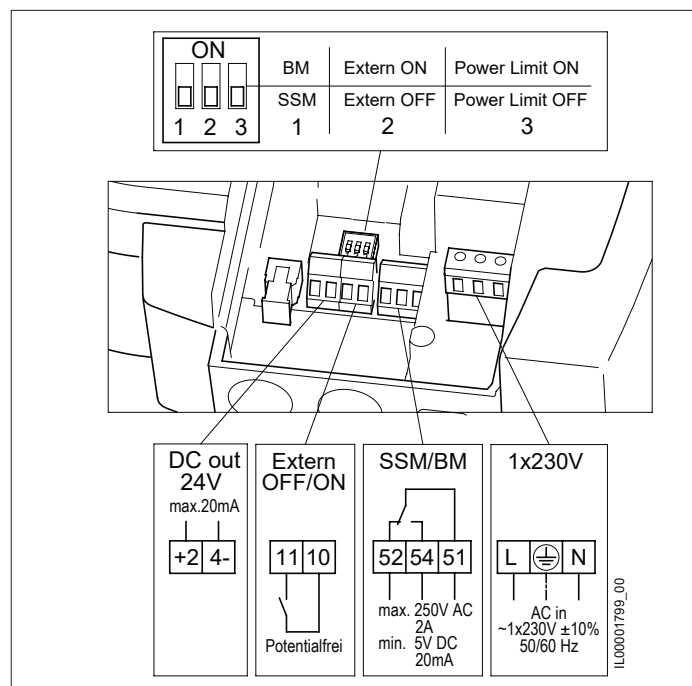 ON
1 2 3
BM Extern ON Power Limit ON
SSM Extern OFF Power Limit OFF
1 2 3
DC out
24V
max.20mA
+2 4-
Extern
OFF/ON
11 10
Potentialfrei
SSM/BM
52 54 51
max. 250V AC
2A
min. 5V DC
20mA
1x230V
L N
AC in
~1x230V ±10%
50/60 Hz
IL00001799_00